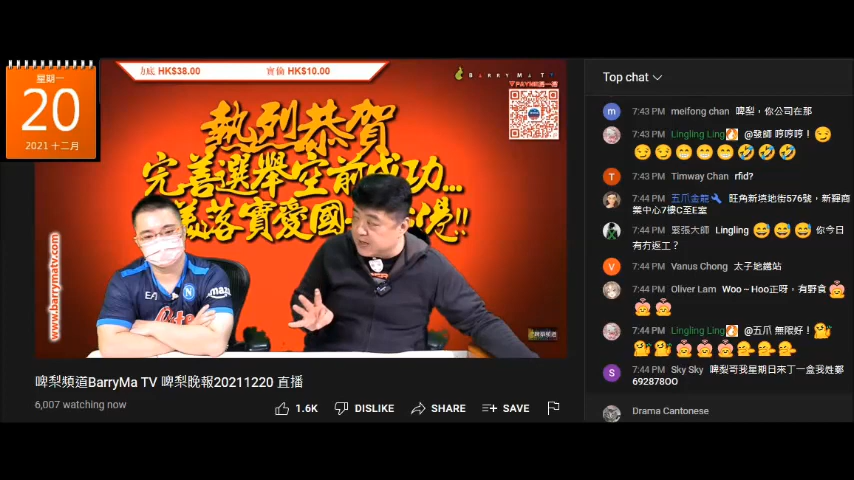 星期一
20
2021 十二月
力底 HK$38.00 寶倫 HK$10.00
BARRYMA TV
熱列恭賀
完善選舉空前成功...
落實愛國
www.barrymatv.com
EA7
N
amazon
啤梨頻道BarryMa TV 啤梨晚報20211220 直播
6,007 watching now
1.6K
DISLIKE
SHARE
SAVE
Top chat
m
7:43 PM meifong chan 啤梨，你公司在那
7:43 PM Lingling Ling @發師 哼哼哼！
T
7:43 PM Timway Chan rfid?
7:44 PM 五爪金龍 旺角新填地街576號，新輝商
業中心7樓C至E室
7:44 PM 緊張大師 Lingling 你今日
有冇返工？
V
7:44 PM Vanus Chong 太子地鐵站
7:44 PM Oliver Lam Woo~Hoo正呀，有野食
7:44 PM Lingling Ling @五爪 無限好！
S
7:44 PM Sky Sky 啤梨哥我星期日來丁一盒我姓鄭
692878OO
Drama Cantonese